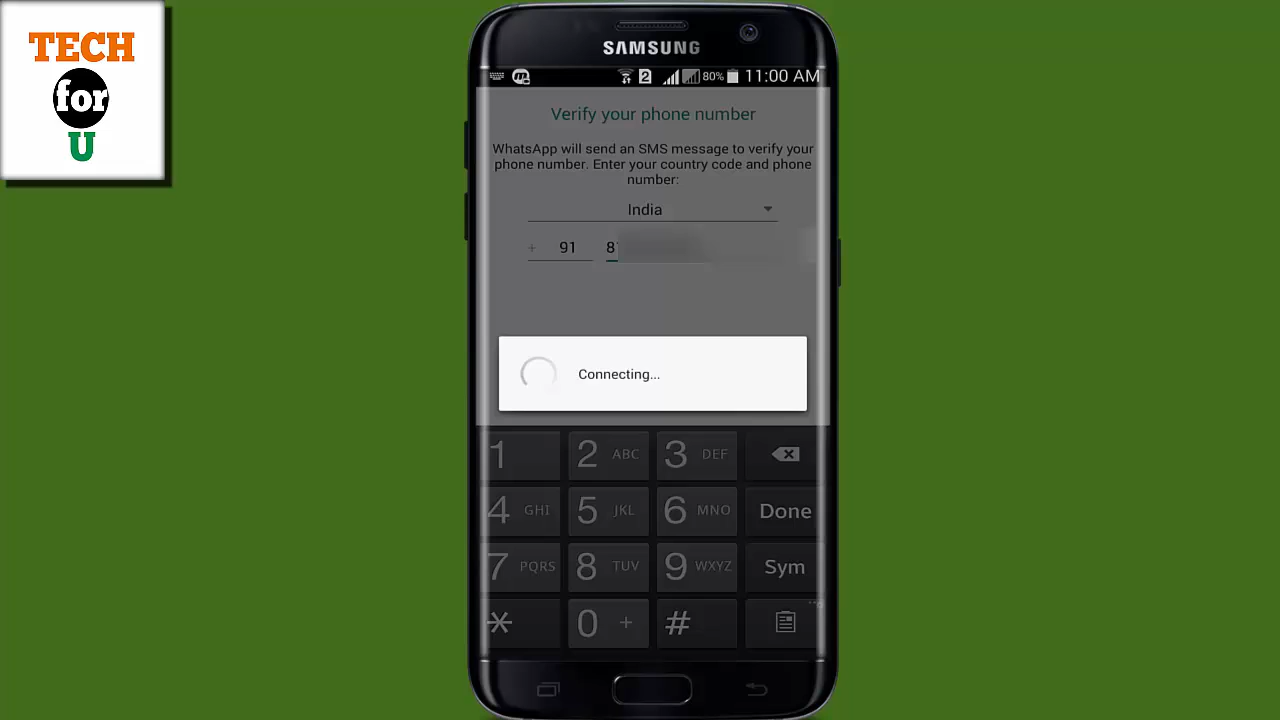 TECH
for
U
SAMSUNG
2 80% 11:00 AM
Verify your phone number
WhatsApp will send an SMS message to verify your
phone number. Enter your country code and phone
number:
India
+ 91 8
Connecting...
1 2 ABC 3 DEF
4 GHI 5 JKL 6 MNO Done
7 PQRS 8 TUV 9 WXYZ Sym
* 0 + #